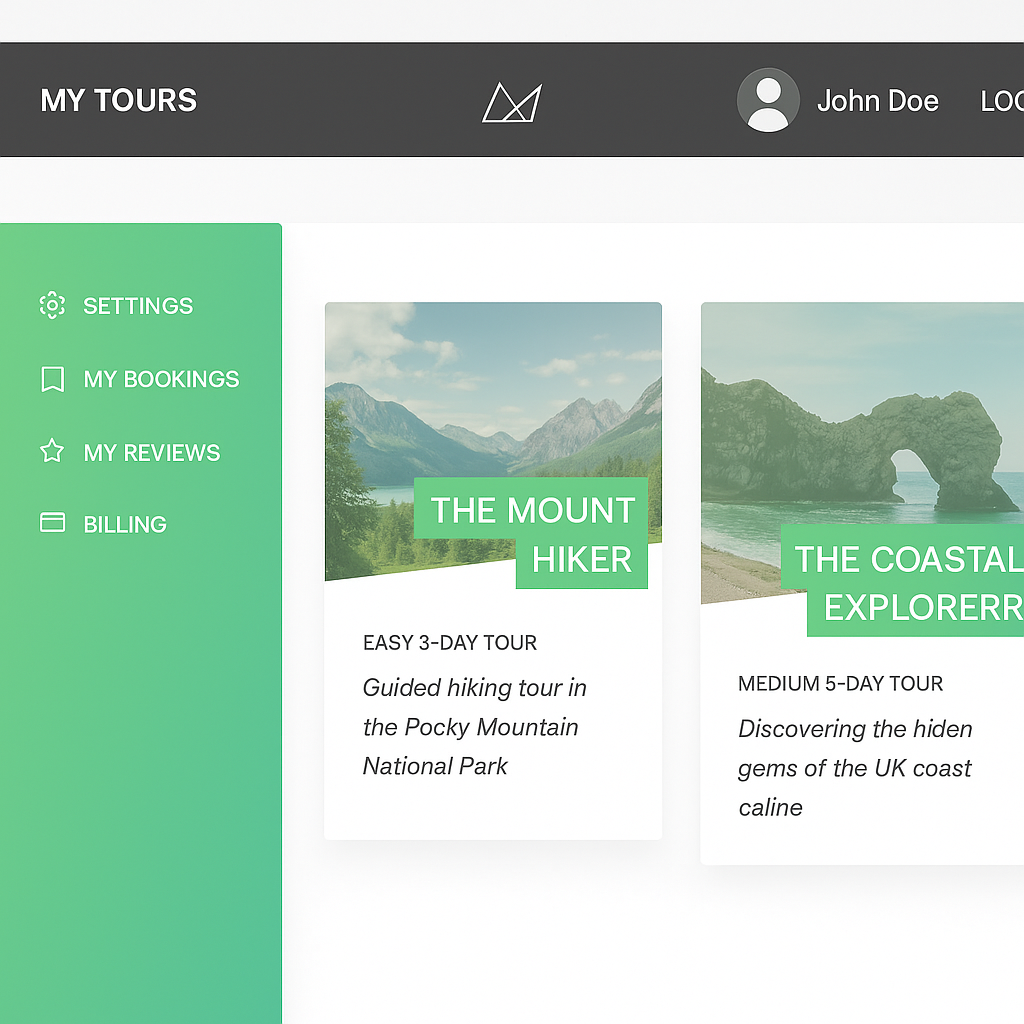 MY TOURS
John Doe
LOC
SETTINGS
MY BOOKINGS
MY REVIEWS
BILLING
THE MOUNT
HIKER
EASY 3-DAY TOUR
Guided hiking tour in
the Pocky Mountain
National Park
THE COASTAL
EXPLORERR
MEDIUM 5-DAY TOUR
Discovering the hiden
gems of the UK coast
caline